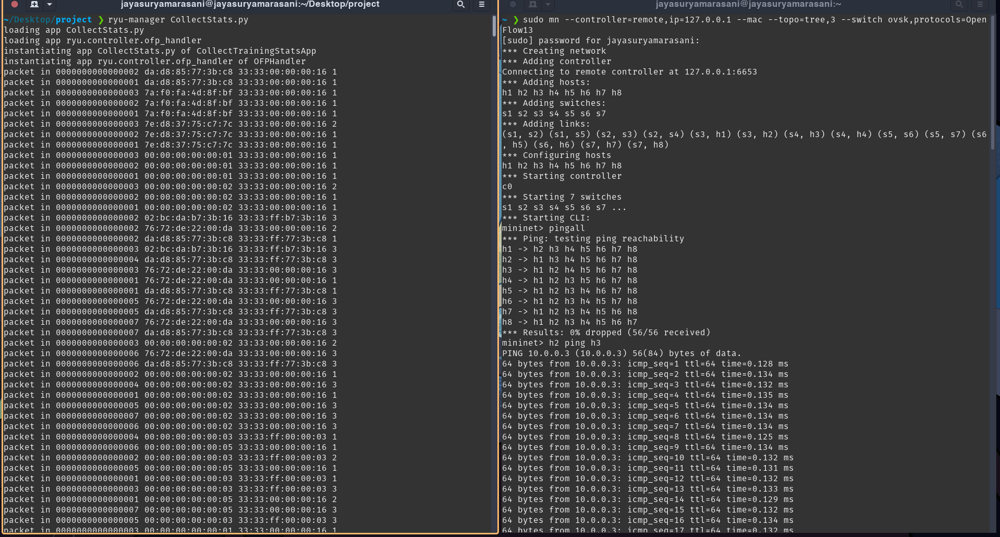 jayasuryamarasani@jayasuryamarasani:~/Desktop/project
~/Desktop/project ❯ ryu-manager CollectStats.py
loading app CollectStats.py
loading app ryu.controller.ofp_handler
instantiating app CollectStats.py of CollectTrainingStatsApp
instantiating app ryu.controller.ofp_handler of OFPHandler
packet in 0000000000000002 da:d8:85:77:3b:c8 33:33:00:00:00:16 1
packet in 0000000000000001 da:d8:85:77:3b:c8 33:33:00:00:00:16 1
packet in 0000000000000003 7a:f0:fa:4d:8f:bf 33:33:00:00:00:16 1
packet in 0000000000000002 7a:f0:fa:4d:8f:bf 33:33:00:00:00:16 1
packet in 0000000000000001 7a:f0:fa:4d:8f:bf 33:33:00:00:00:16 1
packet in 0000000000000003 7e:d8:37:75:c7:7c 33:33:00:00:00:16 2
packet in 0000000000000002 7e:d8:37:75:c7:7c 33:33:00:00:00:16 1
packet in 0000000000000001 7e:d8:37:75:c7:7c 33:33:00:00:00:16 1
packet in 0000000000000003 00:00:00:00:00:01 33:33:00:00:00:16 1
packet in 0000000000000002 00:00:00:00:00:01 33:33:00:00:00:16 1
packet in 0000000000000001 00:00:00:00:00:01 33:33:00:00:00:16 1
packet in 0000000000000003 00:00:00:00:00:02 33:33:00:00:00:16 2
packet in 0000000000000002 00:00:00:00:00:02 33:33:00:00:00:16 1
packet in 0000000000000001 00:00:00:00:00:02 33:33:00:00:00:16 1
packet in 0000000000000002 02:bc:da:b7:3b:16 33:33:ff:b7:3b:16 3
packet in 0000000000000002 76:72:de:22:00:da 33:33:00:00:00:16 2
packet in 0000000000000002 da:d8:85:77:3b:c8 33:33:ff:77:3b:c8 1
packet in 0000000000000003 02:bc:da:b7:3b:16 33:33:ff:b7:3b:16 3
packet in 0000000000000004 da:d8:85:77:3b:c8 33:33:ff:77:3b:c8 3
packet in 0000000000000003 76:72:de:22:00:da 33:33:00:00:00:16 3
packet in 0000000000000001 76:72:de:22:00:da 33:33:00:00:00:16 1
packet in 0000000000000001 da:d8:85:77:3b:c8 33:33:ff:77:3b:c8 1
packet in 0000000000000005 76:72:de:22:00:da 33:33:00:00:00:16 3
packet in 0000000000000005 da:d8:85:77:3b:c8 33:33:ff:77:3b:c8 3
packet in 0000000000000007 76:72:de:22:00:da 33:33:00:00:00:16 3
packet in 0000000000000007 da:d8:85:77:3b:c8 33:33:ff:77:3b:c8 3
packet in 0000000000000003 00:00:00:00:00:02 33:33:00:00:00:16 2
packet in 0000000000000006 76:72:de:22:00:da 33:33:00:00:00:16 3
packet in 0000000000000006 da:d8:85:77:3b:c8 33:33:ff:77:3b:c8 3
packet in 0000000000000002 00:00:00:00:00:02 33:33:00:00:00:16 1
packet in 0000000000000004 00:00:00:00:00:02 33:33:00:00:00:16 3
packet in 0000000000000001 00:00:00:00:00:02 33:33:00:00:00:16 1
packet in 0000000000000005 00:00:00:00:00:02 33:33:00:00:00:16 3
packet in 0000000000000007 00:00:00:00:00:02 33:33:00:00:00:16 3
packet in 0000000000000006 00:00:00:00:00:02 33:33:00:00:00:16 3
packet in 0000000000000004 00:00:00:00:00:03 33:33:ff:00:00:03 1
packet in 0000000000000006 00:00:00:00:00:05 33:33:00:00:00:16 1
packet in 0000000000000002 00:00:00:00:00:03 33:33:ff:00:00:03 2
packet in 0000000000000005 00:00:00:00:00:05 33:33:00:00:00:16 1
packet in 0000000000000001 00:00:00:00:00:03 33:33:ff:00:00:03 1
packet in 0000000000000003 00:00:00:00:00:03 33:33:ff:00:00:03 3
packet in 0000000000000001 00:00:00:00:00:05 33:33:00:00:00:16 2
packet in 0000000000000007 00:00:00:00:00:05 33:33:00:00:00:16 3
packet in 0000000000000005 00:00:00:00:00:03 33:33:ff:00:00:03 3
packet in 0000000000000003 00:00:00:00:00:01 33:33:00:00:00:16 1
jayasuryamarasani@jayasuryamarasani:~
~ ❯ sudo mn --controller=remote,ip=127.0.0.1 --mac --topo=tree,3 --switch ovsk,protocols=Open
Flow13
[sudo] password for jayasuryamarasani:
*** Creating network
*** Adding controller
Connecting to remote controller at 127.0.0.1:6653
*** Adding hosts:
h1 h2 h3 h4 h5 h6 h7 h8
*** Adding switches:
s1 s2 s3 s4 s5 s6 s7
*** Adding links:
(s1, s2) (s1, s5) (s2, s3) (s2, s4) (s3, h1) (s3, h2) (s4, h3) (s4, h4) (s5, s6) (s5, s7) (s6
, h5) (s6, h6) (s7, h7) (s7, h8)
*** Configuring hosts
h1 h2 h3 h4 h5 h6 h7 h8
*** Starting controller
c0
*** Starting 7 switches
s1 s2 s3 s4 s5 s6 s7 ...
*** Starting CLI:
mininet> pingall
*** Ping: testing ping reachability
h1 -> h2 h3 h4 h5 h6 h7 h8
h2 -> h1 h3 h4 h5 h6 h7 h8
h3 -> h1 h2 h4 h5 h6 h7 h8
h4 -> h1 h2 h3 h5 h6 h7 h8
h5 -> h1 h2 h3 h4 h6 h7 h8
h6 -> h1 h2 h3 h4 h5 h7 h8
h7 -> h1 h2 h3 h4 h5 h6 h8
h8 -> h1 h2 h3 h4 h5 h6 h7
*** Results: 0% dropped (56/56 received)
mininet> h2 ping h3
PING 10.0.0.3 (10.0.0.3) 56(84) bytes of data.
64 bytes from 10.0.0.3: icmp_seq=1 ttl=64 time=0.128 ms
64 bytes from 10.0.0.3: icmp_seq=2 ttl=64 time=0.134 ms
64 bytes from 10.0.0.3: icmp_seq=3 ttl=64 time=0.132 ms
64 bytes from 10.0.0.3: icmp_seq=4 ttl=64 time=0.135 ms
64 bytes from 10.0.0.3: icmp_seq=5 ttl=64 time=0.134 ms
64 bytes from 10.0.0.3: icmp_seq=6 ttl=64 time=0.134 ms
64 bytes from 10.0.0.3: icmp_seq=7 ttl=64 time=0.134 ms
64 bytes from 10.0.0.3: icmp_seq=8 ttl=64 time=0.125 ms
64 bytes from 10.0.0.3: icmp_seq=9 ttl=64 time=0.134 ms
64 bytes from 10.0.0.3: icmp_seq=10 ttl=64 time=0.132 ms
64 bytes from 10.0.0.3: icmp_seq=11 ttl=64 time=0.131 ms
64 bytes from 10.0.0.3: icmp_seq=12 ttl=64 time=0.132 ms
64 bytes from 10.0.0.3: icmp_seq=13 ttl=64 time=0.133 ms
64 bytes from 10.0.0.3: icmp_seq=14 ttl=64 time=0.129 ms
64 bytes from 10.0.0.3: icmp_seq=15 ttl=64 time=0.132 ms
64 bytes from 10.0.0.3: icmp_seq=16 ttl=64 time=0.134 ms
64 bytes from 10.0.0.3: icmp_seq=17 ttl=64 time=0.132 ms